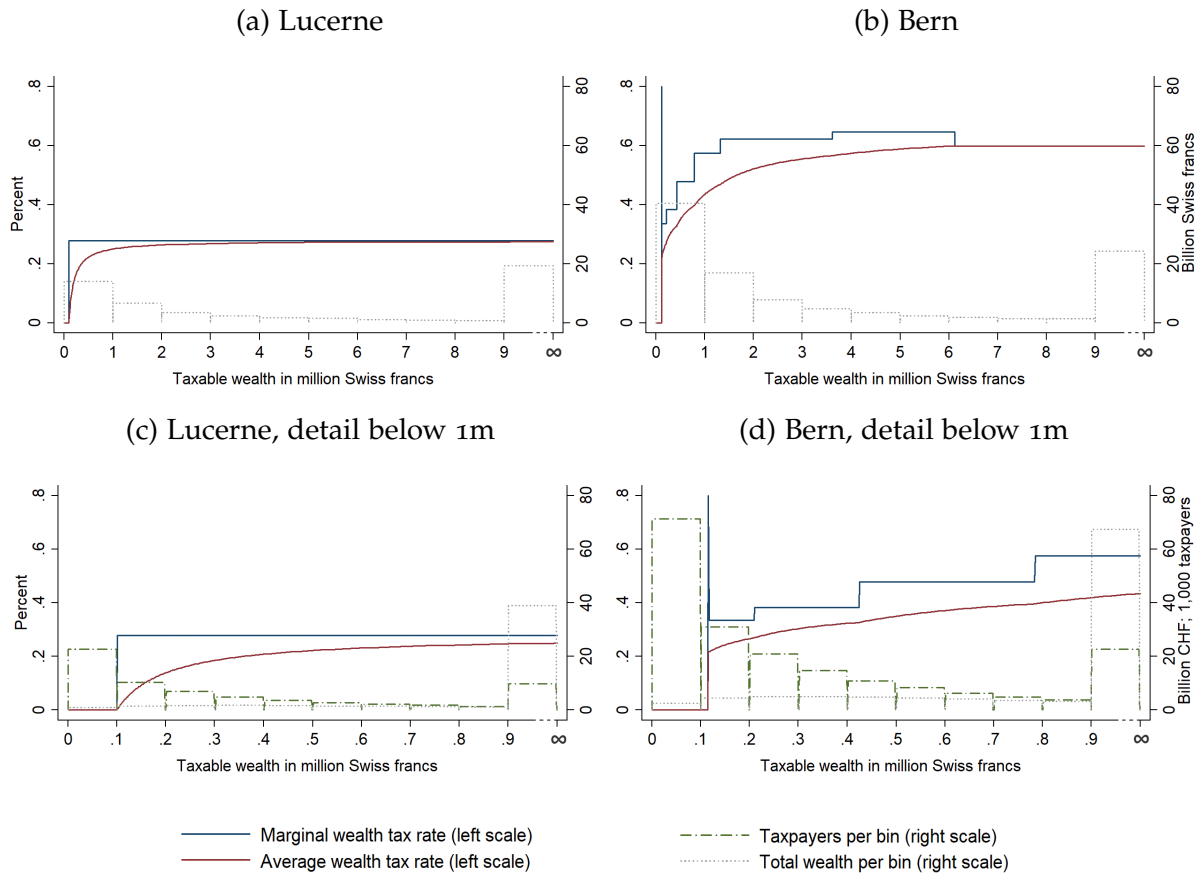 (a) Lucerne
(b) Bern
Percent
0 .2 .4 .6 .8
0 20 40 60 80
0 1 2 3 4 5 6 7 8 9 ∞
Taxable wealth in million Swiss francs
0 .2 .4 .6 .8
0 20 40 60 80
Billion Swiss francs
0 1 2 3 4 5 6 7 8 9 ∞
Taxable wealth in million Swiss francs
(c) Lucerne, detail below 1m
(d) Bern, detail below 1m
Percent
0 .2 .4 .6 .8
0 20 40 60 80
0 .1 .2 .3 .4 .5 .6 .7 .8 .9 ∞
Taxable wealth in million Swiss francs
0 .2 .4 .6 .8
0 20 40 60 80
Billion CHF; 1,000 taxpayers
0 .1 .2 .3 .4 .5 .6 .7 .8 .9 ∞
Taxable wealth in million Swiss francs
Marginal wealth tax rate (left scale)
Average wealth tax rate (left scale)
Taxpayers per bin (right scale)
Total wealth per bin (right scale)